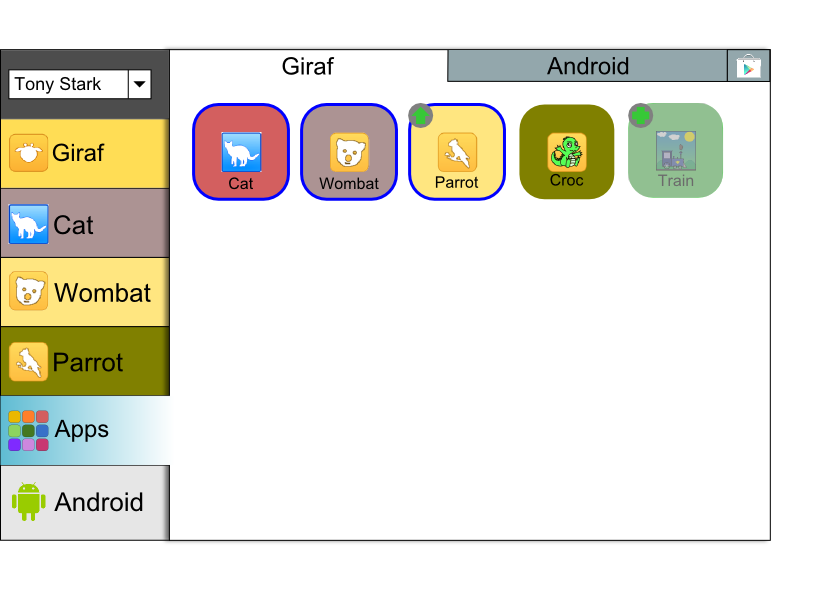 Tony Stark
Giraf
Cat
Wombat
Parrot
Apps
Android
Giraf
Android
Cat
Wombat
Parrot
Croc
Train